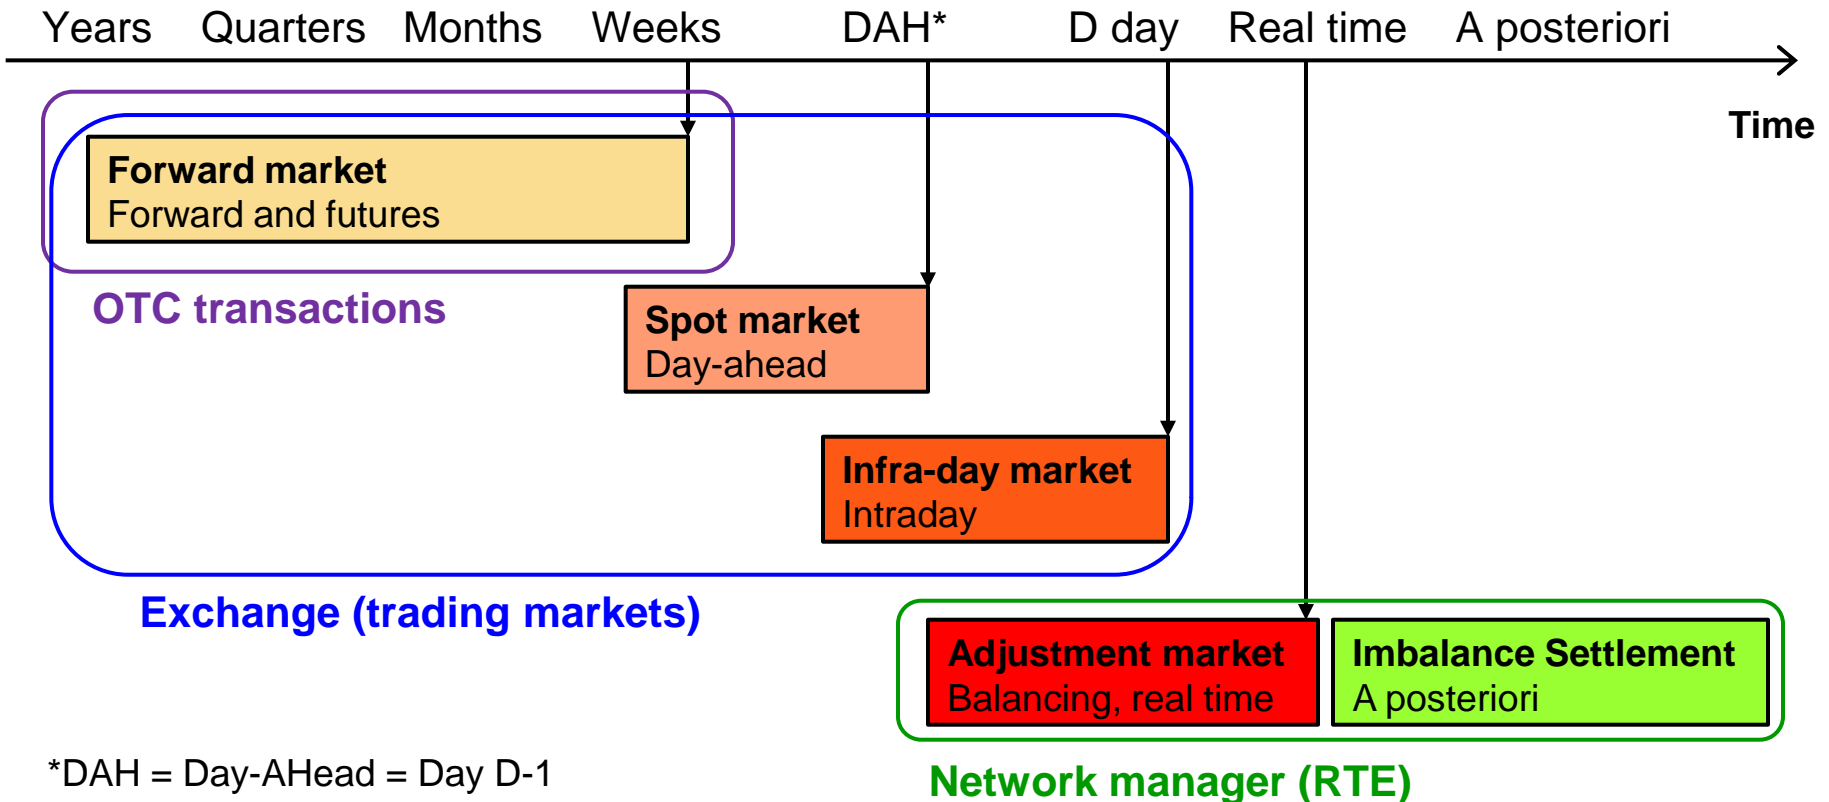 Years Quarters Months Weeks DAH* D day Real time A posteriori
Time
Forward market
Forward and futures
OTC transactions
Spot market
Day-ahead
Infra-day market
Intraday
Exchange (trading markets)
Adjustment market
Balancing, real time
Imbalance Settlement
A posteriori
*DAH = Day-AHead = Day D-1
Network manager (RTE)